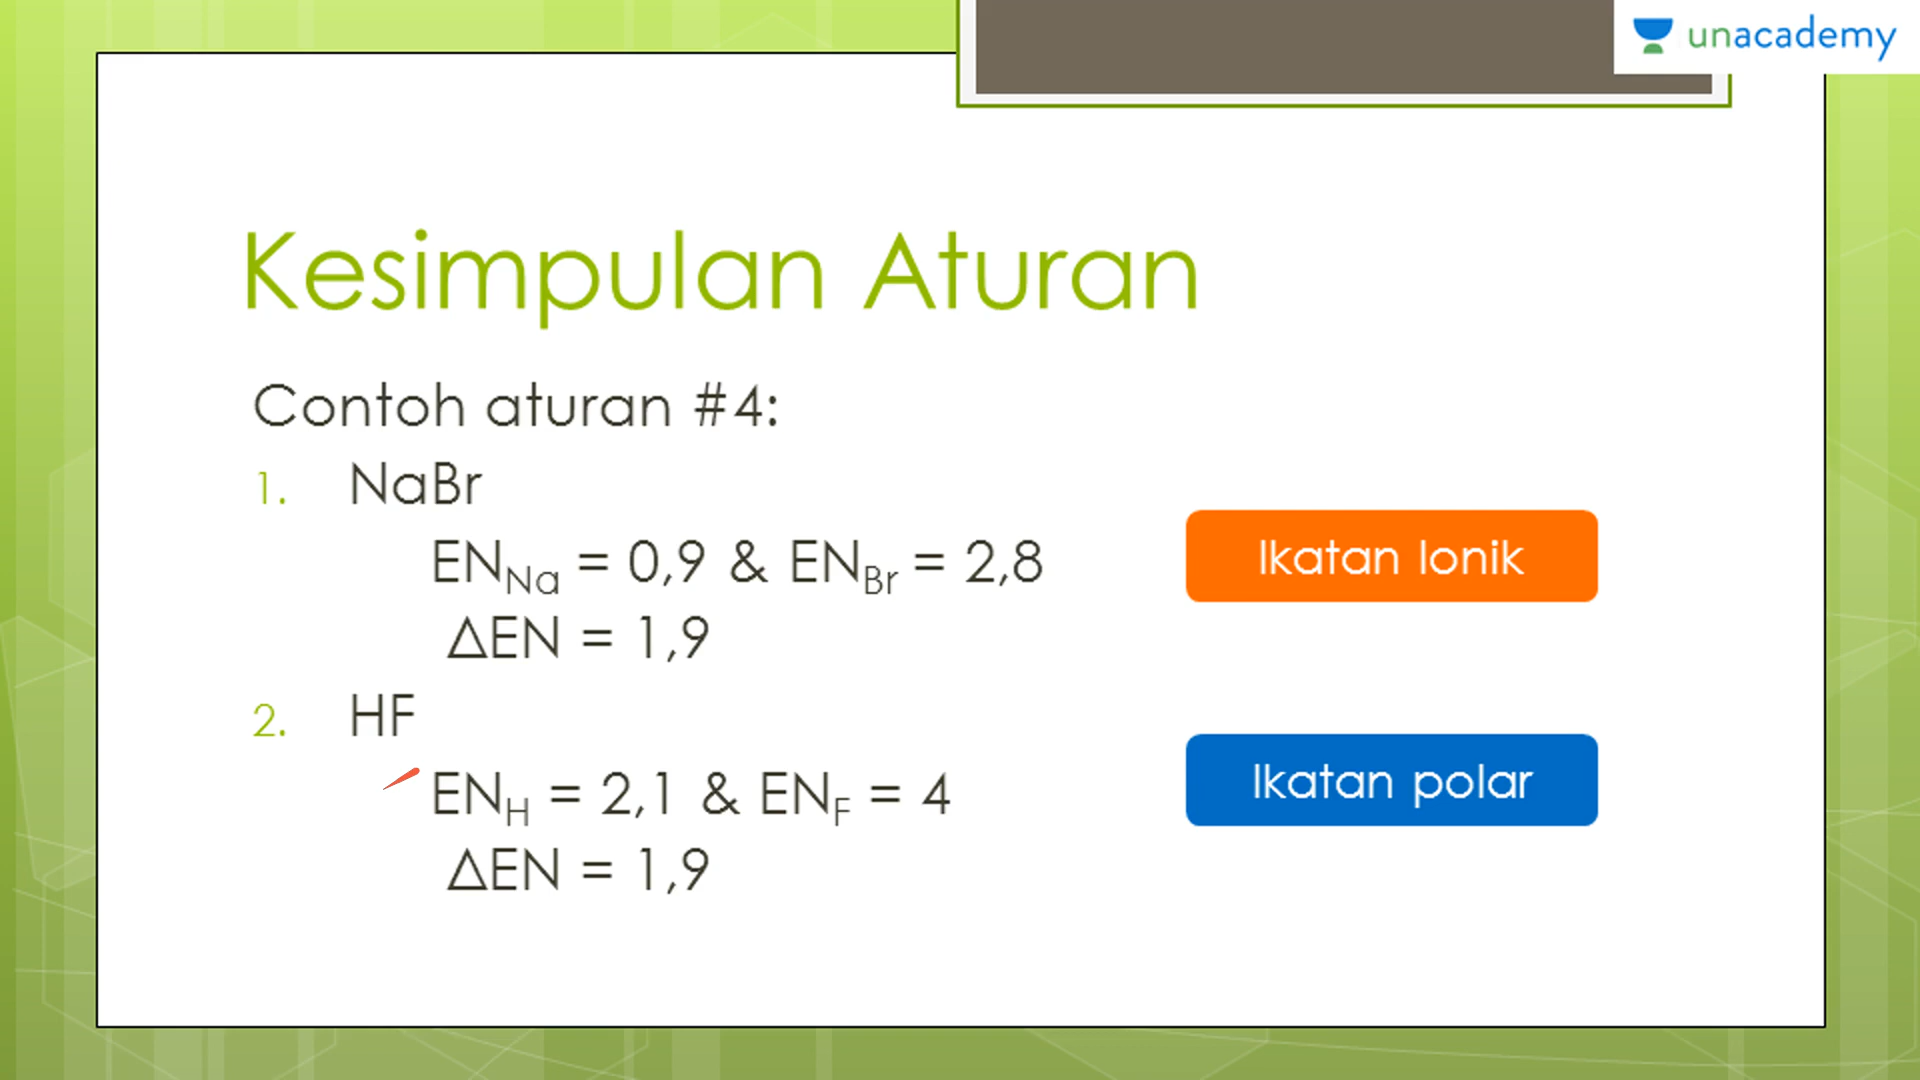 unacademy
Kesimpulan Aturan
Contoh aturan #4:
1. NaBr
EN_Na = 0,9 & EN_Br = 2,8
Ikatan Ionik
ΔEN = 1,9
2. HF
EN_H = 2,1 & EN_F = 4
Ikatan polar
ΔEN = 1,9